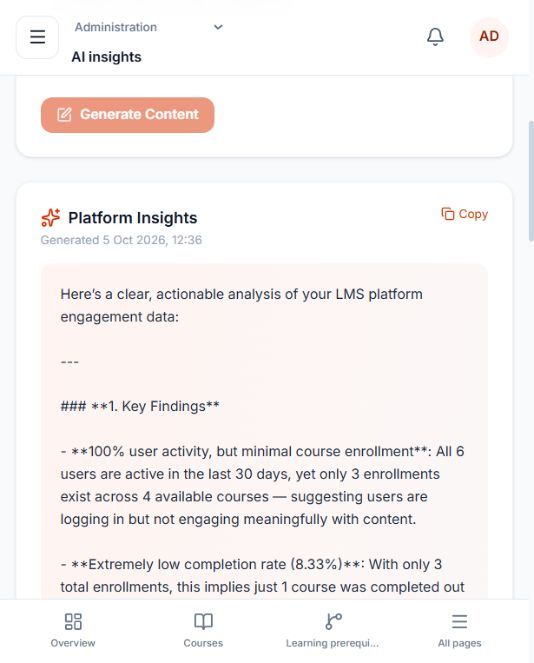 Administration
AI insights
AD
Generate Content
Platform Insights
Copy
Generated 5 Oct 2026, 12:36
Here's a clear, actionable analysis of your LMS platform
engagement data:
---
### **1. Key Findings**
- **100% user activity, but minimal course enrollment**: All 6
users are active in the last 30 days, yet only 3 enrollments
exist across 4 available courses — suggesting users are
logging in but not engaging meaningfully with content.
- **Extremely low completion rate (8.33%)**: With only 3
total enrollments, this implies just 1 course was completed out
Overview
Courses
Learning prerequi...
All pages